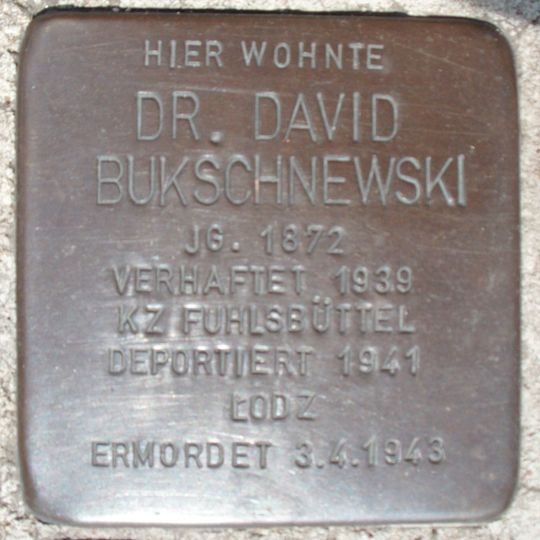 HIER WOHNTE
DR. DAVID
BUKSCHNEWSKI
JG. 1872
VERHAFTET 1939
KZ FUHLSBÜTTEL
DEPORTIERT 1941
ŁODZ
ERMORDET 3.4.1943